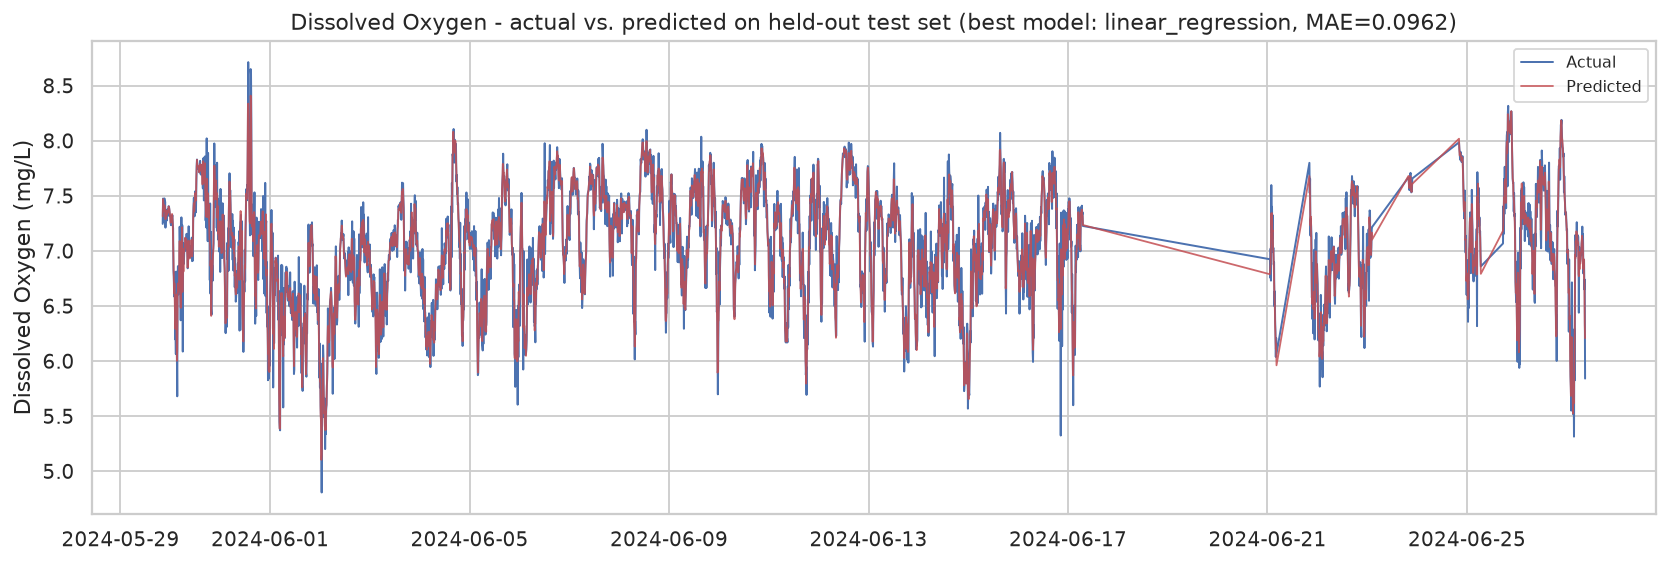 Dissolved Oxygen - actual vs. predicted on held-out test set (best model: linear_regression, MAE=0.0962)
Actual
Predicted
Dissolved Oxygen (mg/L)
8.5
8.0
7.5
7.0
6.5
6.0
5.5
5.0
2024-05-29 2024-06-01 2024-06-05 2024-06-09 2024-06-13 2024-06-17 2024-06-21 2024-06-25